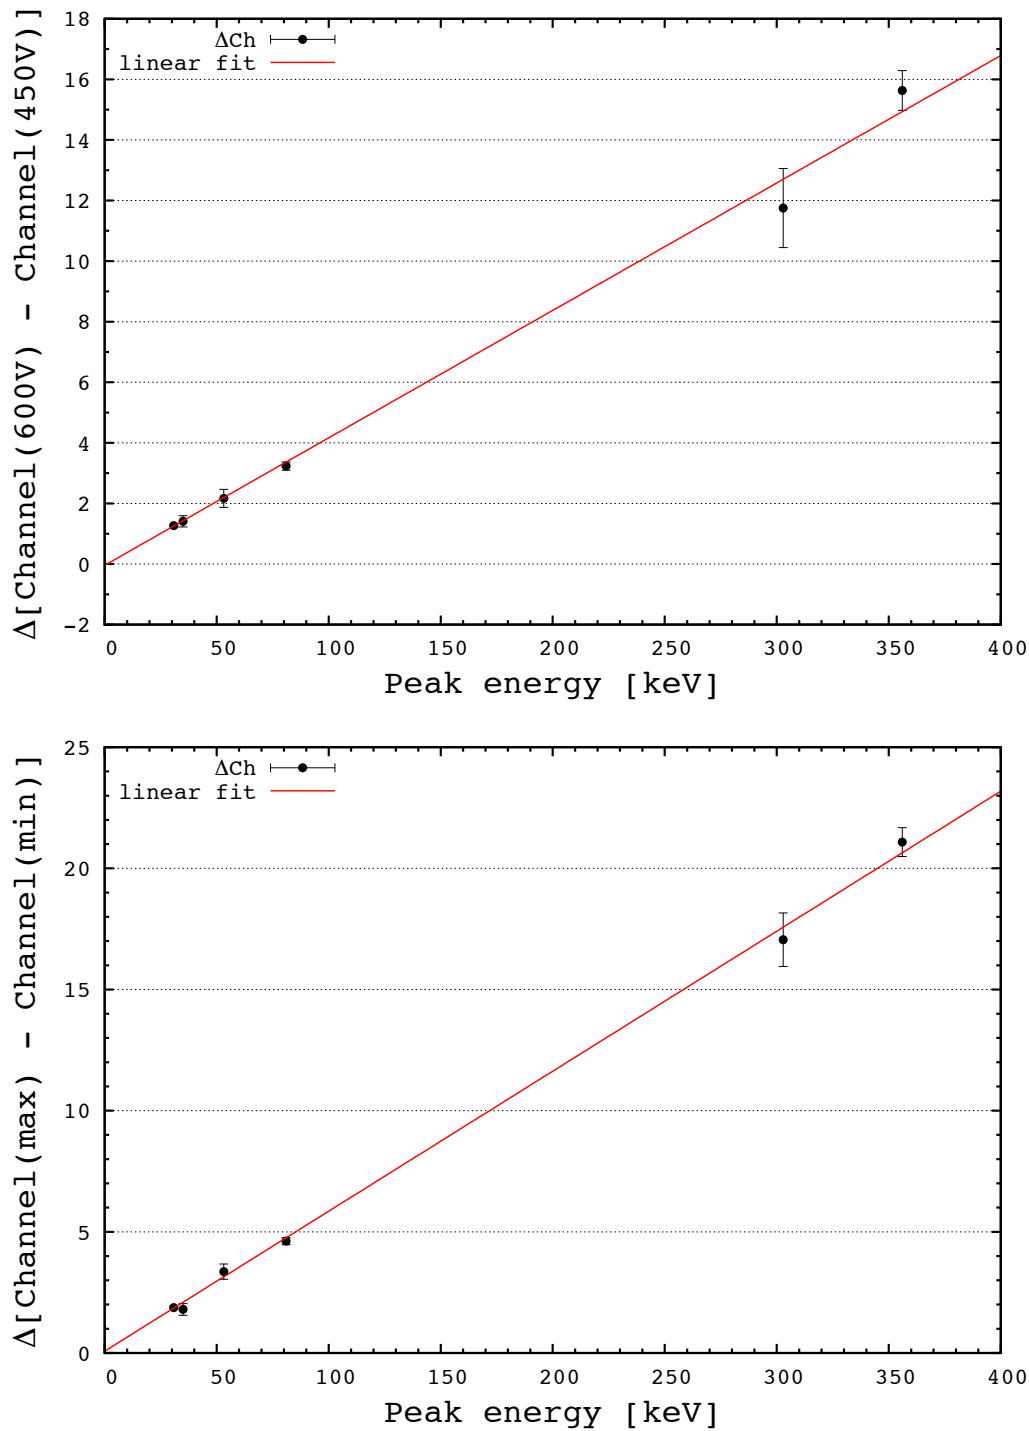 Δ[Channel(600V) - Channel(450V)]
18
16
14
12
10
8
6
4
2
0
-2
ΔCh
linear fit
0 50 100 150 200 250 300 350 400
Peak energy [keV]
Δ[Channel(max) - Channel(min)]
25
20
15
10
5
0
ΔCh
linear fit
0 50 100 150 200 250 300 350 400
Peak energy [keV]